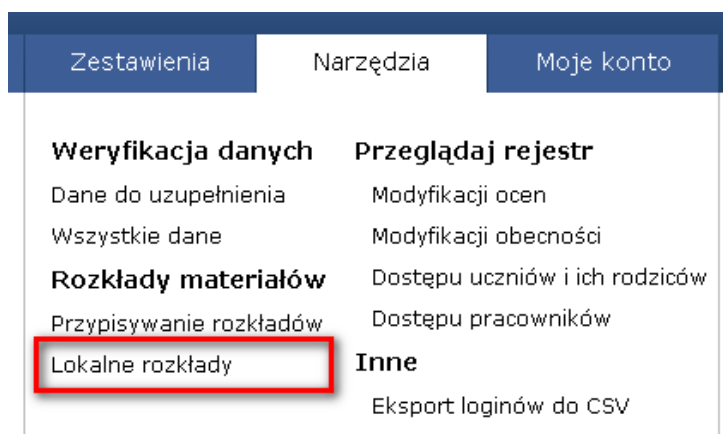 Zestawienia Narzędzia Moje konto
Weryfikacja danych
Dane do uzupełnienia
Wszystkie dane
Rozkłady materiałów
Przypisywanie rozkładów
Lokalne rozkłady
Przeglądaj rejestr
Modyfikacji ocen
Modyfikacji obecności
Dostępu uczniów i ich rodziców
Dostępu pracowników
Inne
Eksport loginów do CSV